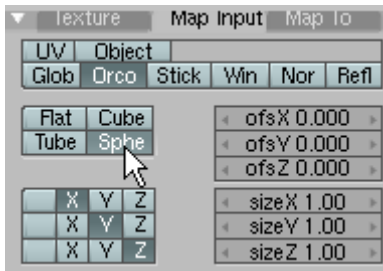 Texture Map Input Map To
UV Object
Glob Orco Stick Win Nor Refl
Flat Cube
Tube Sphe
ofsX 0.000
ofsY 0.000
ofsZ 0.000
X Y Z
X Y Z
X Y Z
sizeX 1.00
sizeY 1.00
sizeZ 1.00